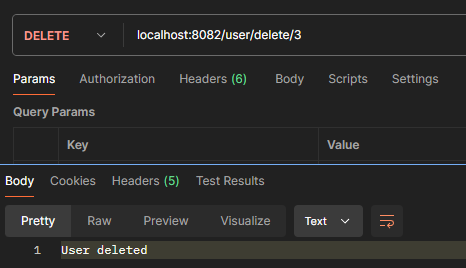 DELETE localhost:8082/user/delete/3
Params Authorization Headers (6) Body Scripts Settings
Query Params
Key Value
Body Cookies Headers (5) Test Results
Pretty Raw Preview Visualize Text
1 User deleted